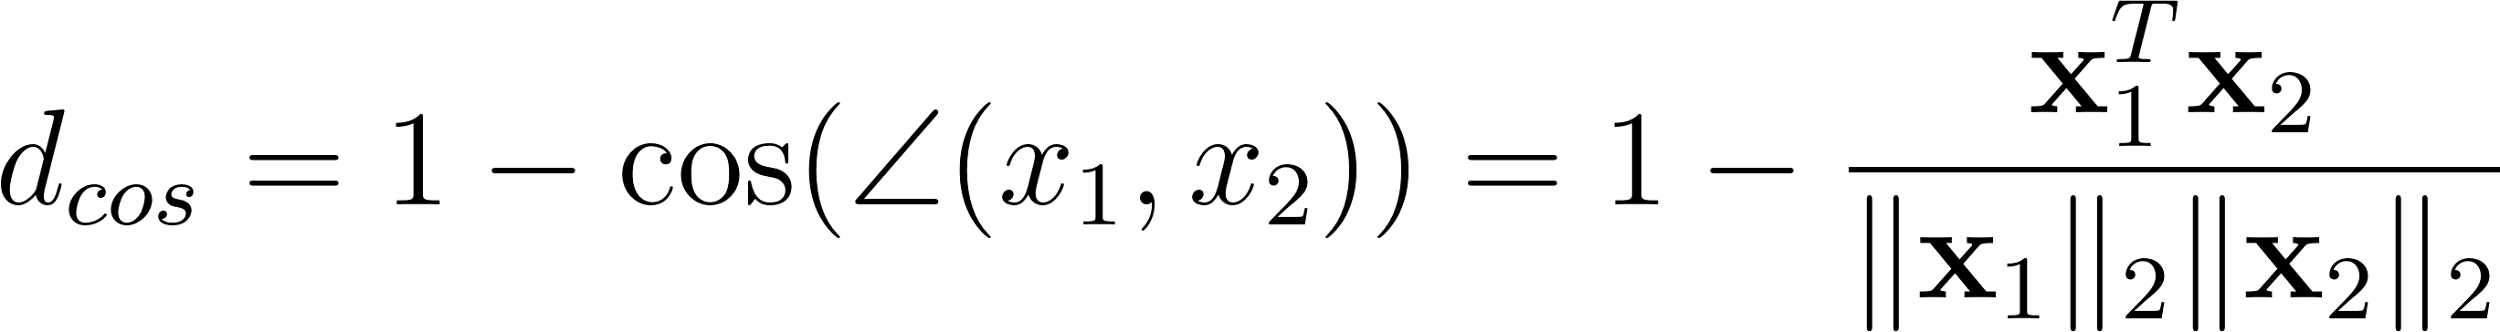 $d_{cos} = 1 - \cos(\angle(x_1, x_2)) = 1 - \frac{\mathbf{x}_1^T \mathbf{x}_2}{\|\mathbf{x}_1\|_2 \|\mathbf{x}_2\|_2}$